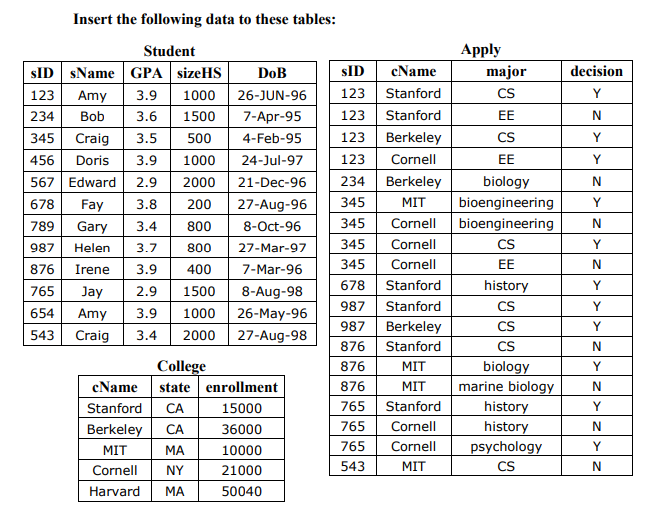 Insert the following data to these tables:
Student
sID sName GPA sizeHS DoB
123 Amy 3.9 1000 26-JUN-96
234 Bob 3.6 1500 7-Apr-95
345 Craig 3.5 500 4-Feb-95
456 Doris 3.9 1000 24-Jul-97
567 Edward 2.9 2000 21-Dec-96
678 Fay 3.8 200 27-Aug-96
789 Gary 3.4 800 8-Oct-96
987 Helen 3.7 800 27-Mar-97
876 Irene 3.9 400 7-Mar-96
765 Jay 2.9 1500 8-Aug-98
654 Amy 3.9 1000 26-May-96
543 Craig 3.4 2000 27-Aug-98
College
cName state enrollment
Stanford CA 15000
Berkeley CA 36000
MIT MA 10000
Cornell NY 21000
Harvard MA 50040
Apply
sID cName major decision
123 Stanford CS Y
123 Stanford EE N
123 Berkeley CS Y
123 Cornell EE Y
234 Berkeley biology N
345 MIT bioengineering Y
345 Cornell bioengineering N
345 Cornell CS Y
345 Cornell EE N
678 Stanford history Y
987 Stanford CS Y
987 Berkeley CS Y
876 Stanford CS N
876 MIT biology Y
876 MIT marine biology N
765 Stanford history Y
765 Cornell history N
765 Cornell psychology Y
543 MIT CS N